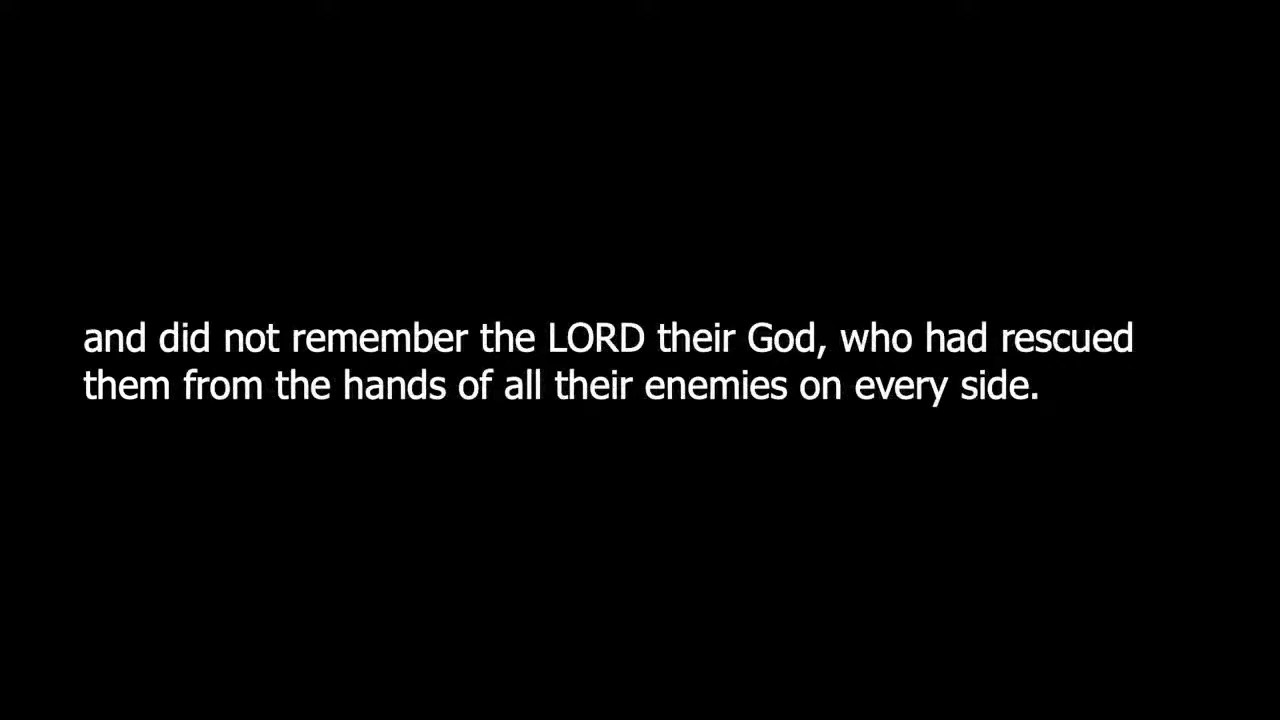 and did not remember the LORD their God, who had rescued
them from the hands of all their enemies on every side.